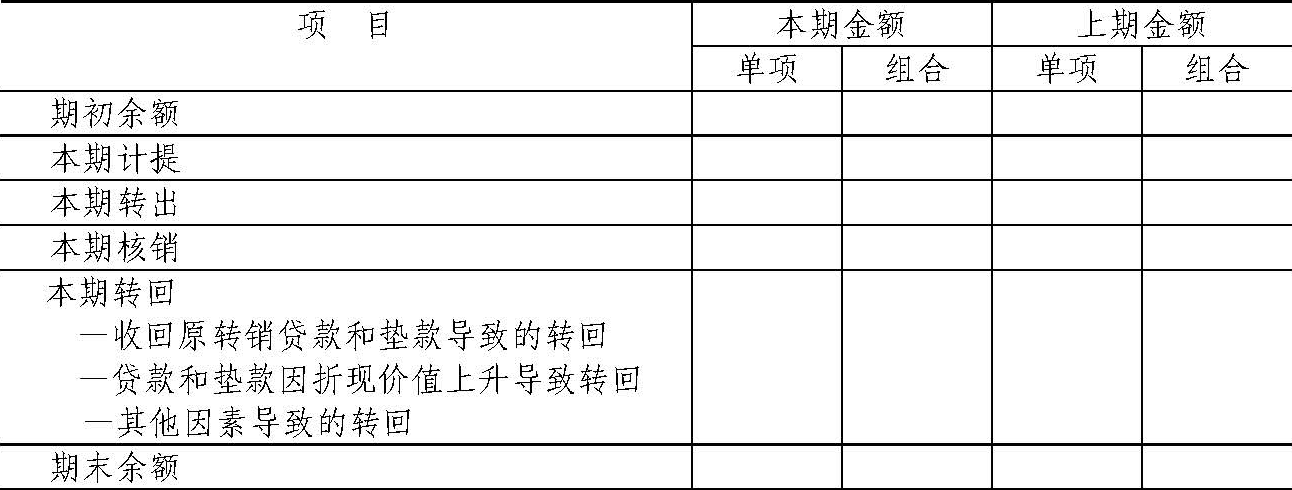 项 目 本期金额 上期金额
单项 组合 单项 组合
期初余额
本期计提
本期转出
本期核销
本期转回
—收回原转销贷款和垫款导致的转回
—贷款和垫款因折现价值上升导致转回
—其他因素导致的转回
期末余额